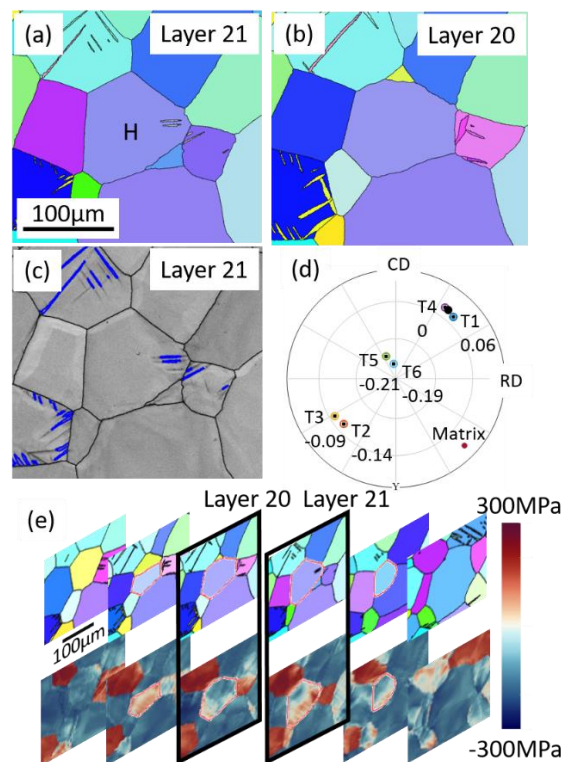 (a) Layer 21
H
100μm
(b) Layer 20
(c) Layer 21
(d) CD
T4 T1
0 0.06
T5 T6
-0.21 -0.19
RD
T3 T2
-0.09 -0.14
Matrix
Y
(e) Layer 20 Layer 21
300MPa
100μm
-300MPa